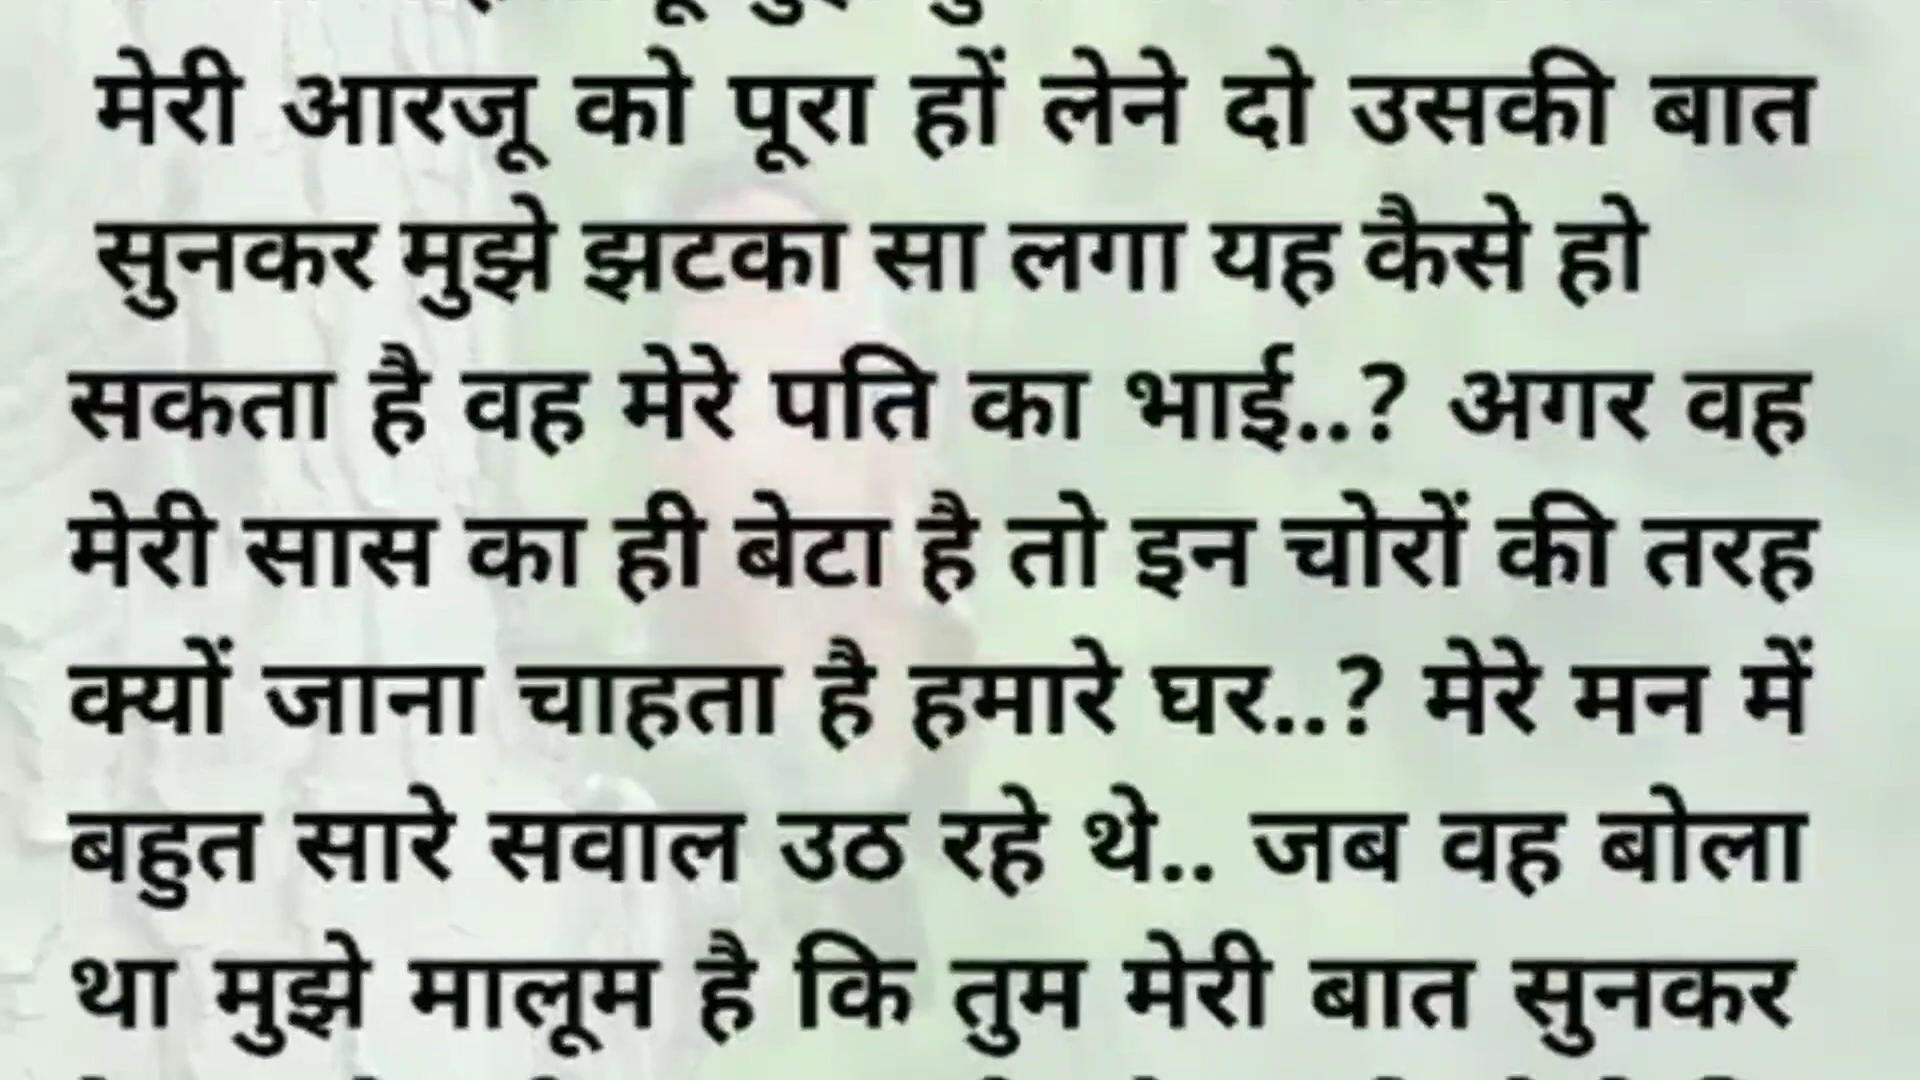 मेरी आरजू को पूरा हों लेने दो उसकी बात
सुनकर मुझे झटका सा लगा यह कैसे हो
सकता है वह मेरे पति का भाई..? अगर वह
मेरी सास का ही बेटा है तो इन चोरों की तरह
क्यों जाना चाहता है हमारे घर..? मेरे मन में
बहुत सारे सवाल उठ रहे थे.. जब वह बोला
था मुझे मालूम है कि तुम मेरी बात सुनकर